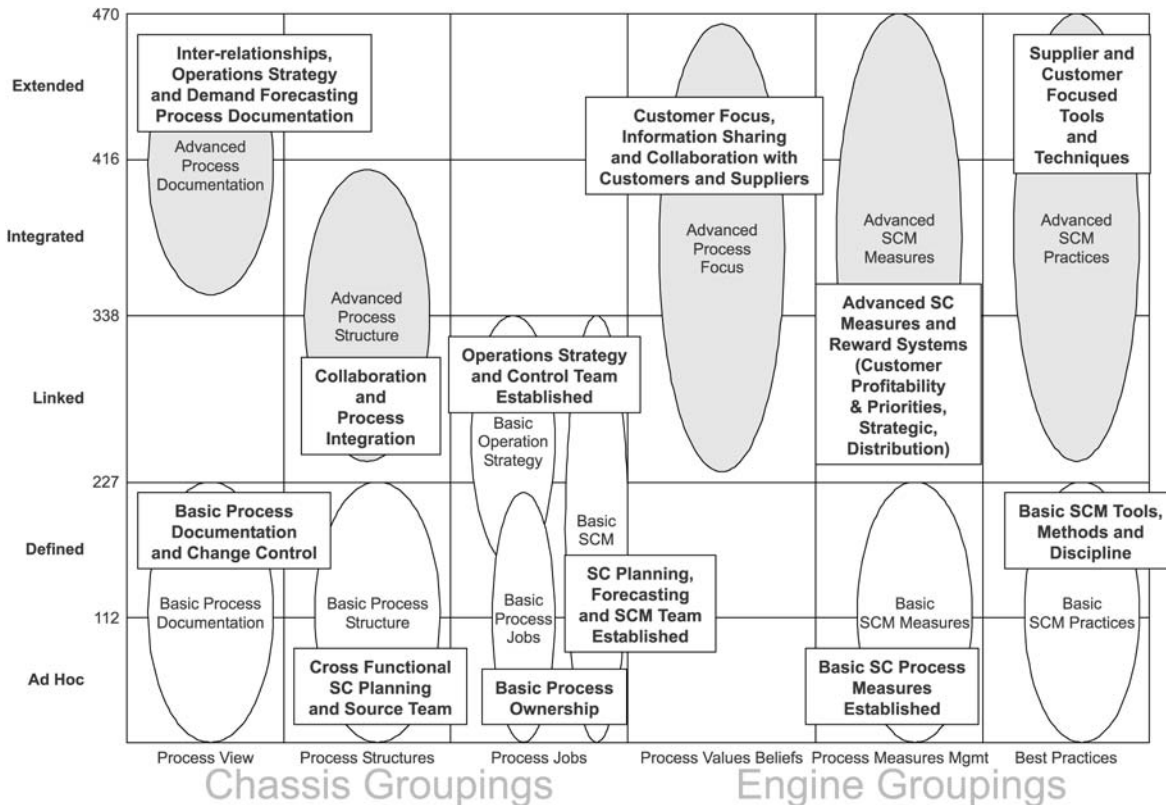 470
Extended
416
Integrated
338
Linked
227
Defined
112
Ad Hoc
Inter-relationships,
Operations Strategy
and Demand Forecasting
Process Documentation
Advanced
Process
Documentation
Basic Process
Documentation
and Change Control
Basic Process
Documentation
Advanced
Process
Structure
Collaboration
and
Process
Integration
Basic Process
Structure
Cross Functional
SC Planning
and Source Team
Operations Strategy
and Control Team
Established
Basic
Operation
Strategy
Basic
SCM
SC Planning,
Forecasting
and SCM Team
Established
Basic
Process
Jobs
Basic Process
Ownership
Customer Focus,
Information Sharing
and Collaboration with
Customers and Suppliers
Advanced
Process
Focus
Advanced
SCM
Measures
Advanced SC
Measures and
Reward Systems
(Customer
Profitability
& Priorities,
Strategic,
Distribution)
Basic
SCM Measures
Basic SC Process
Measures
Established
Supplier and
Customer
Focused
Tools
and
Techniques
Advanced
SCM
Practices
Basic SCM Tools,
Methods and
Discipline
Basic
SCM Practices
Process View
Process Structures
Process Jobs
Process Values Beliefs
Process Measures Mgmt
Best Practices
Chassis Groupings
Engine Groupings